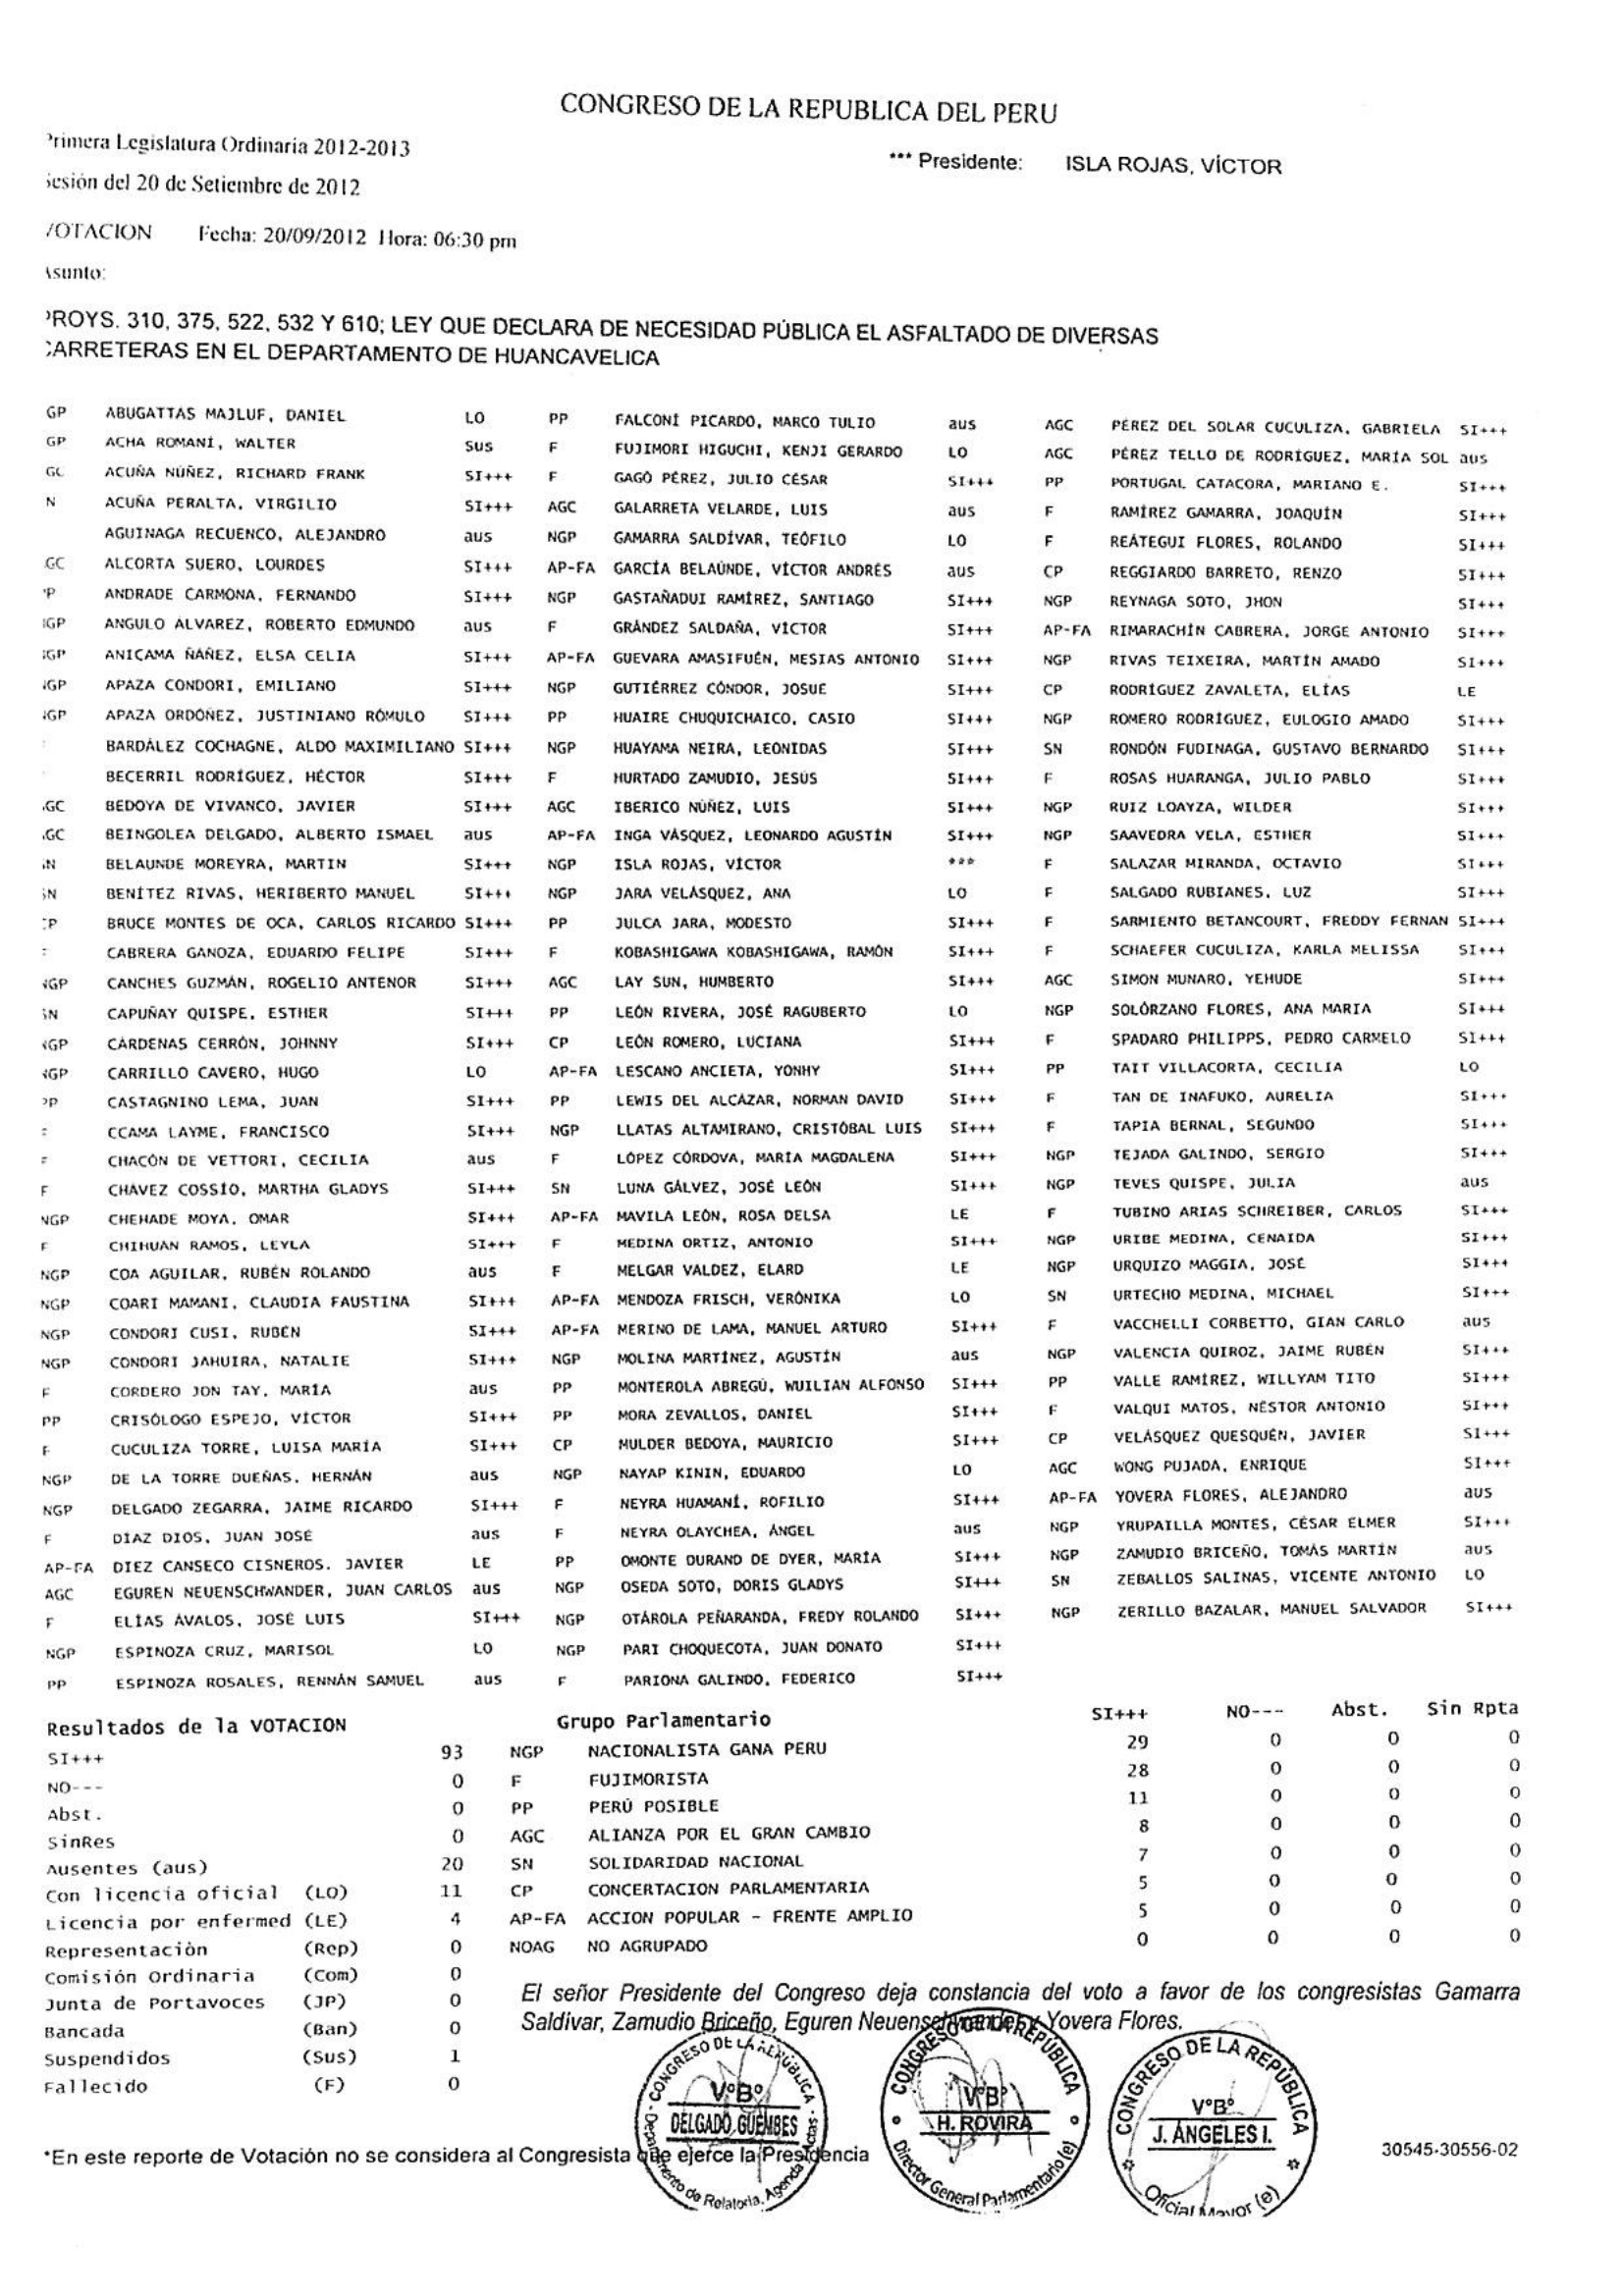 CONGRESO DE LA REPUBLICA DEL PERU
Primera Legislatura Ordinaria 2012-2013
*** Presidente: ISLA ROJAS, VÍCTOR
Sesión del 20 de Setiembre de 2012
VOTACION Fecha: 20/09/2012 Hora: 06:30 pm
Asunto:
PROYS. 310, 375, 522, 532 Y 610; LEY QUE DECLARA DE NECESIDAD PÚBLICA EL ASFALTADO DE DIVERSAS
CARRETERAS EN EL DEPARTAMENTO DE HUANCAVELICA
GP ABUGATTAS MAJLUF, DANIEL LO PP FALCONÍ PICARDO, MARCO TULIO aus AGC PÉREZ DEL SOLAR CUCULIZA, GABRIELA SI+++
GP ACHA ROMANÍ, WALTER Sus F FUJIMORI HIGUCHI, KENJI GERARDO LO AGC PÉREZ TELLO DE RODRÍGUEZ, MARÍA SOL aus
GC ACUÑA NÚÑEZ, RICHARD FRANK SI+++ F GAGÓ PÉREZ, JULIO CÉSAR SI+++ PP PORTUGAL CATACORA, MARIANO E. SI+++
N ACUÑA PERALTA, VIRGILIO SI+++ AGC GALARRETA VELARDE, LUIS aus F RAMÍREZ GAMARRA, JOAQUÍN SI+++
AGUINAGA RECUENCO, ALEJANDRO aus NGP GAMARRA SALDÍVAR, TEÓFILO LO F REÁTEGUI FLORES, ROLANDO SI+++
GC ALCORTA SUERO, LOURDES SI+++ AP-FA GARCÍA BELAÚNDE, VÍCTOR ANDRÉS aus CP REGGIARDO BARRETO, RENZO SI+++
P ANDRADE CARMONA, FERNANDO SI+++ NGP GASTAÑADUI RAMÍREZ, SANTIAGO SI+++ NGP REYNAGA SOTO, JHON SI+++
GP ANGULO ÁLVAREZ, ROBERTO EDMUNDO aus F GRÁNDEZ SALDAÑA, VÍCTOR SI+++ AP-FA RIMARACHÍN CABRERA, JORGE ANTONIO SI+++
GP ANICAMA ÑÁÑEZ, ELSA CELIA SI+++ AP-FA GUEVARA AMASIFUÉN, MESIAS ANTONIO SI+++ NGP RIVAS TEIXEIRA, MARTÍN AMADO SI+++
GP APAZA CONDORI, EMILIANO SI+++ NGP GUTIÉRREZ CÓNDOR, JOSUÉ SI+++ CP RODRÍGUEZ ZAVALETA, ELÍAS LE
GP APAZA ORDÓÑEZ, JUSTINIANO RÓMULO SI+++ PP HUAIRE CHUQUICHAICO, CASIO SI+++ NGP ROMERO RODRÍGUEZ, EULOGIO AMADO SI+++
BARDÁLEZ COCHAGNE, ALDO MAXIMILIANO SI+++ NGP HUAYAMA NEIRA, LEONIDAS SI+++ SN RONDÓN FUDINAGA, GUSTAVO BERNARDO SI+++
BECERRIL RODRÍGUEZ, HÉCTOR SI+++ F HURTADO ZAMUDIO, JESÚS SI+++ F ROSAS HUARANGA, JULIO PABLO SI+++
GC BEDOYA DE VIVANCO, JAVIER SI+++ AGC IBERICO NÚÑEZ, LUIS SI+++ NGP RUIZ LOAYZA, WILDER SI+++
GC BEINGOLEA DELGADO, ALBERTO ISMAEL aus AP-FA INGA VÁSQUEZ, LEONARDO AGUSTÍN SI+++ NGP SAAVEDRA VELA, ESTHER SI+++
N BELAUNDE MOREYRA, MARTIN SI+++ NGP ISLA ROJAS, VÍCTOR *** F SALAZAR MIRANDA, OCTAVIO SI+++
SN BENÍTEZ RIVAS, HERIBERTO MANUEL SI+++ NGP JARA VELÁSQUEZ, ANA LO F SALGADO RUBIANES, LUZ SI+++
CP BRUCE MONTES DE OCA, CARLOS RICARDO SI+++ PP JULCA JARA, MODESTO SI+++ F SARMIENTO BETANCOURT, FREDDY FERNAN SI+++
F CABRERA GANOZA, EDUARDO FELIPE SI+++ F KOBASHIGAWA KOBASHIGAWA, RAMÓN SI+++ F SCHAEFER CUCULIZA, KARLA MELISSA SI+++
NGP CANCHES GUZMÁN, ROGELIO ANTENOR SI+++ AGC LAY SUN, HUMBERTO SI+++ AGC SIMON MUNARO, YEHUDE SI+++
SN CAPUÑAY QUISPE, ESTHER SI+++ PP LEÓN RIVERA, JOSÉ RAGUBERTO LO NGP SOLÓRZANO FLORES, ANA MARIA SI+++
NGP CÁRDENAS CERRÓN, JOHNNY SI+++ CP LEÓN ROMERO, LUCIANA SI+++ F SPADARO PHILIPPS, PEDRO CARMELO SI+++
NGP CARRILLO CAVERO, HUGO LO AP-FA LESCANO ANCIETA, YONHY SI+++ PP TAIT VILLACORTA, CECILIA LO
PP CASTAGNINO LEMA, JUAN SI+++ PP LEWIS DEL ALCÁZAR, NORMAN DAVID SI+++ F TAN DE INAFUKO, AURELIA SI+++
F CCAMA LAYME, FRANCISCO SI+++ NGP LLATAS ALTAMIRANO, CRISTÓBAL LUIS SI+++ F TAPIA BERNAL, SEGUNDO SI+++
F CHACÓN DE VETTORI, CECILIA aus F LÓPEZ CÓRDOVA, MARÍA MAGDALENA SI+++ NGP TEJADA GALINDO, SERGIO SI+++
F CHÁVEZ COSSÍO, MARTHA GLADYS SI+++ SN LUNA GÁLVEZ, JOSÉ LEÓN SI+++ NGP TEVES QUISPE, JULIA aus
NGP CHEHADE MOYA, OMAR SI+++ AP-FA MAVILA LEÓN, ROSA DELSA LE F TUBINO ARIAS SCHREIBER, CARLOS SI+++
F CHIHUÁN RAMOS, LEYLA SI+++ F MEDINA ORTIZ, ANTONIO SI+++ NGP URIBE MEDINA, CENAIDA SI+++
NGP COA AGUILAR, RUBÉN ROLANDO aus F MELGAR VALDEZ, ELARD LE NGP URQUIZO MAGGIA, JOSÉ SI+++
NGP COARI MAMANI, CLAUDIA FAUSTINA SI+++ AP-FA MENDOZA FRISCH, VERÓNIKA LO SN URTECHO MEDINA, MICHAEL SI+++
NGP CONDORI CUSI, RUBÉN SI+++ AP-FA MERINO DE LAMA, MANUEL ARTURO SI+++ F VACCHELLI CORBETTO, GIAN CARLO aus
NGP CONDORI JAHUIRA, NATALIE SI+++ NGP MOLINA MARTÍNEZ, AGUSTÍN aus NGP VALENCIA QUIROZ, JAIME RUBÉN SI+++
F CORDERO JON TAY, MARÍA aus PP MONTEROLA ABREGÚ, WUILIAN ALFONSO SI+++ PP VALLE RAMÍREZ, WILLYAM TITO SI+++
PP CRISÓLOGO ESPEJO, VÍCTOR SI+++ PP MORA ZEVALLOS, DANIEL SI+++ F VALQUI MATOS, NÉSTOR ANTONIO SI+++
F CUCULIZA TORRE, LUISA MARÍA SI+++ CP MULDER BEDOYA, MAURICIO SI+++ CP VELÁSQUEZ QUESQUÉN, JAVIER SI+++
NGP DE LA TORRE DUEÑAS, HERNÁN aus NGP NAYAP KININ, EDUARDO LO AGC WONG PUJADA, ENRIQUE SI+++
NGP DELGADO ZEGARRA, JAIME RICARDO SI+++ F NEYRA HUAMANÍ, ROFILIO SI+++ AP-FA YOVERA FLORES, ALEJANDRO aus
F DÍAZ DIOS, JUAN JOSÉ aus F NEYRA OLAYCHEA, ÁNGEL aus NGP YRUPAILLA MONTES, CÉSAR ELMER SI+++
AP-FA DIEZ CANSECO CISNEROS, JAVIER LE PP OMONTE DURAND DE DYER, MARÍA SI+++ NGP ZAMUDIO BRICEÑO, TOMÁS MARTÍN aus
AGC EGUREN NEUENSCHWANDER, JUAN CARLOS aus NGP OSEDA SOTO, DORIS GLADYS SI+++ SN ZEBALLOS SALINAS, VICENTE ANTONIO LO
F ELÍAS ÁVALOS, JOSÉ LUIS SI+++ NGP OTÁROLA PEÑARANDA, FREDY ROLANDO SI+++ NGP ZERILLO BAZALAR, MANUEL SALVADOR SI+++
NGP ESPINOZA CRUZ, MARISOL LO NGP PARI CHOQUECOTA, JUAN DONATO SI+++
PP ESPINOZA ROSALES, RENNÁN SAMUEL aus F PARIONA GALINDO, FEDERICO SI+++
Resultados de la VOTACION Grupo Parlamentario SI+++ NO--- Abst. Sin Rpta
SI+++ 93 NGP NACIONALISTA GANA PERU 29 0 0 0
NO--- 0 F FUJIMORISTA 28 0 0 0
Abst. 0 PP PERÚ POSIBLE 11 0 0 0
SinRes 0 AGC ALIANZA POR EL GRAN CAMBIO 8 0 0 0
Ausentes (aus) 20 SN SOLIDARIDAD NACIONAL 7 0 0 0
Con licencia oficial (LO) 11 CP CONCERTACION PARLAMENTARIA 5 0 0 0
Licencia por enfermed (LE) 4 AP-FA ACCION POPULAR - FRENTE AMPLIO 5 0 0 0
Representación (Rep) 0 NOAG NO AGRUPADO 0 0 0 0
Comisión Ordinaria (Com) 0
Junta de Portavoces (JP) 0
Bancada (Ban) 0
Suspendidos (Sus) 1
Fallecido (F) 0
El señor Presidente del Congreso deja constancia del voto a favor de los congresistas Gamarra
Saldivar, Zamudio Briceño, Eguren Neuenschwander y Yovera Flores.
CONGRESO DE LA REPÚBLICA
V°B°
DELGADO GÜEMBES
Departamento de Relatoría, Agenda y Actas
CONGRESO DE LA REPÚBLICA
V°B°
H. ROVIRA
Director General Parlamentario (e)
CONGRESO DE LA REPÚBLICA
V°B°
J. ÁNGELES I.
Oficial Mayor (e)
*En este reporte de Votación no se considera al Congresista que ejerce la Presidencia
30545-30556-02